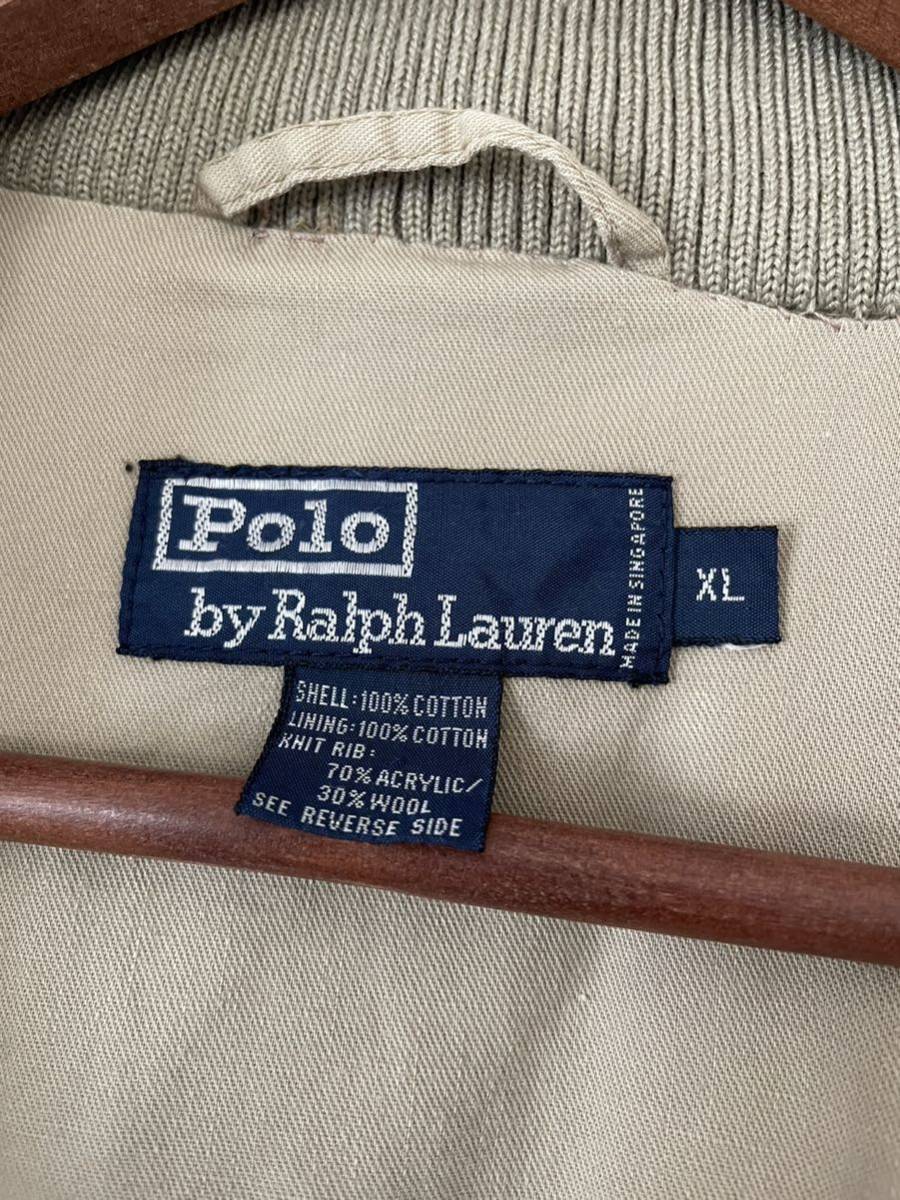 Polo
by Ralph Lauren
MADE IN SINGAPORE
XL
SHELL: 100% COTTON
LINING: 100% COTTON
KNIT RIB:
70% ACRYLIC/
30% WOOL
SEE REVERSE SIDE